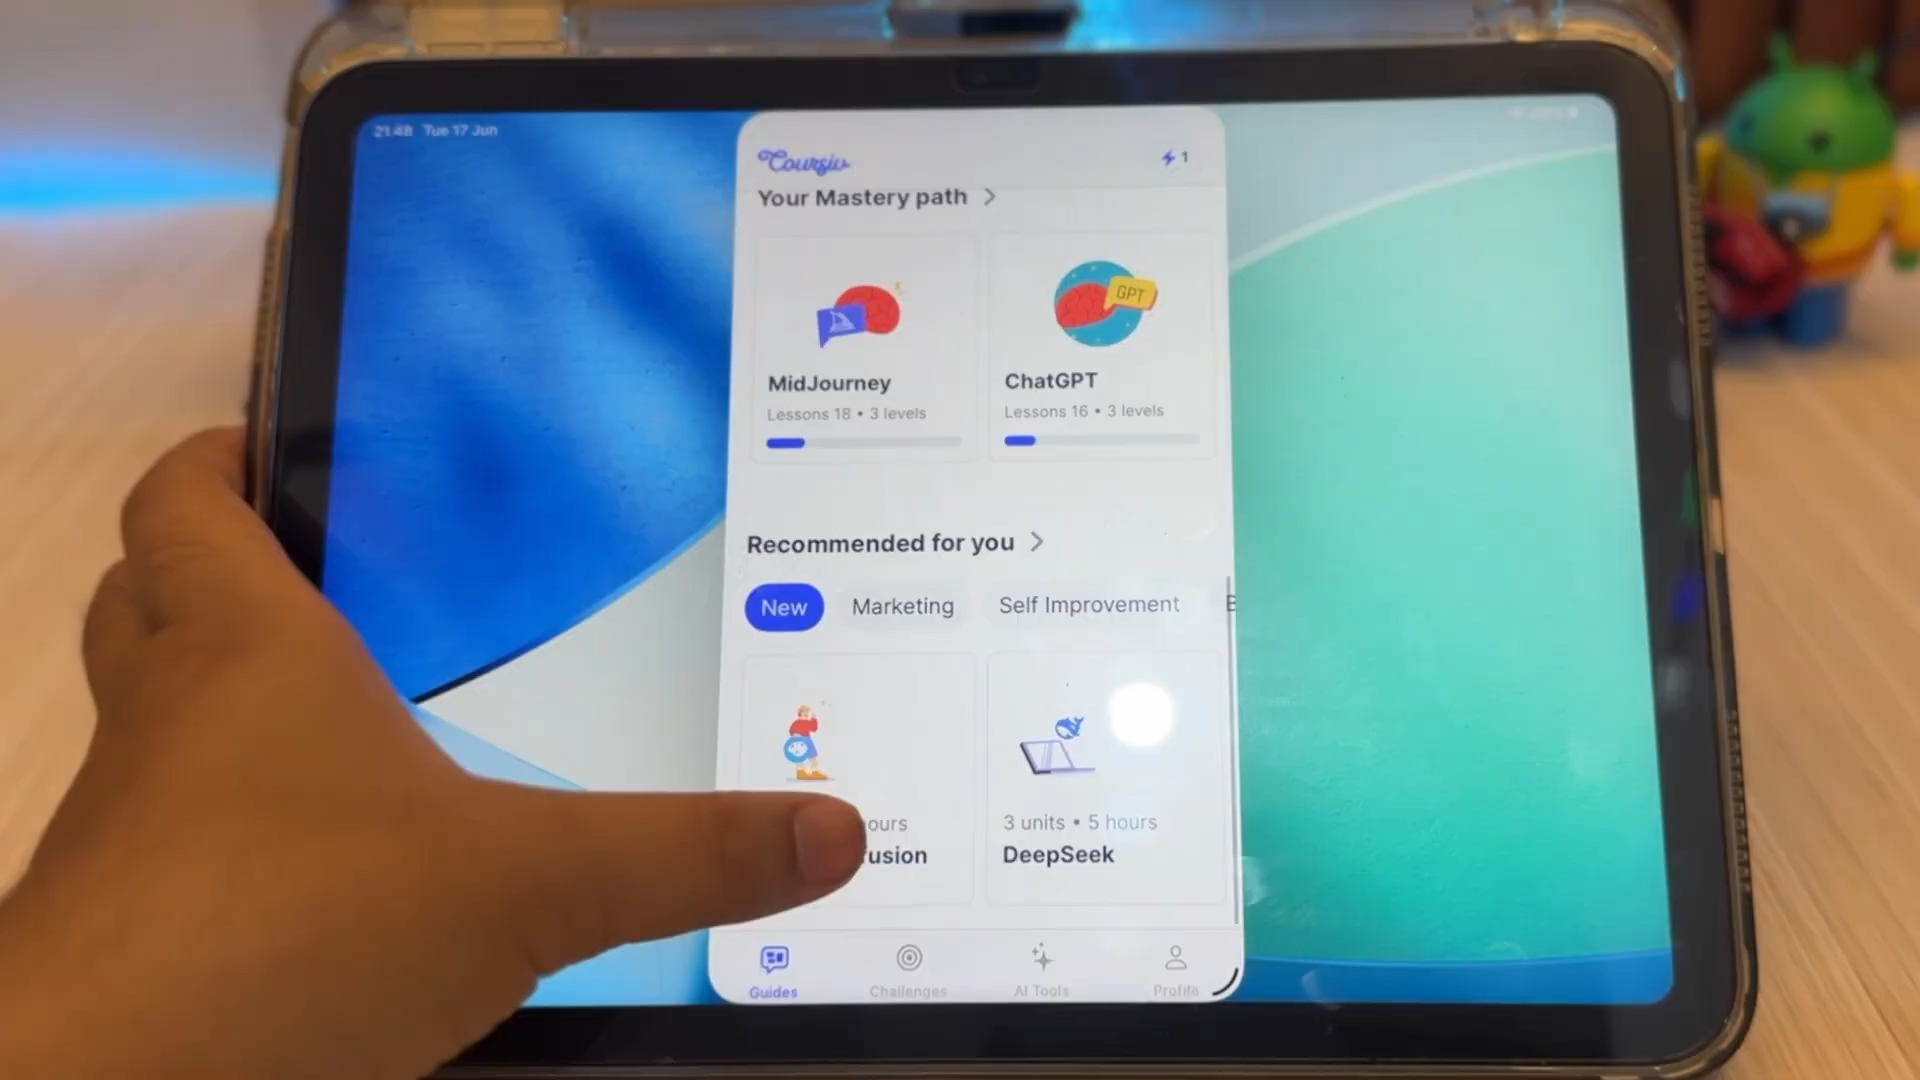 21:48 Tue 17 Jun
Coursiv
1
Your Mastery path
GPT
MidJourney
Lessons 18 • 3 levels
ChatGPT
Lessons 16 • 3 levels
Recommended for you
New
Marketing
Self Improvement
ours
usion
3 units • 5 hours
DeepSeek
Guides
Challenges
AI Tools
Profile